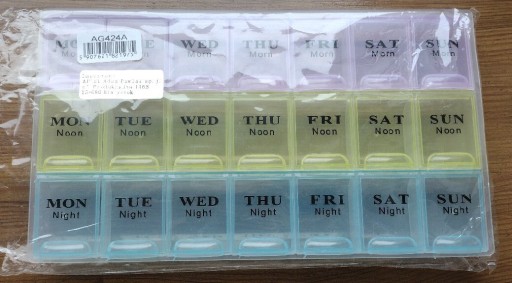 AG424A
MON TUE WED THU FRI SAT SUN
Morn Morn Morn Morn Morn
MON TUE WED THU FRI SAT SUN
Noon Noon Noon Noon Noon Noon Noon
MON TUE WED THU FRI SAT SUN
Night Night Night Night Night Night Night